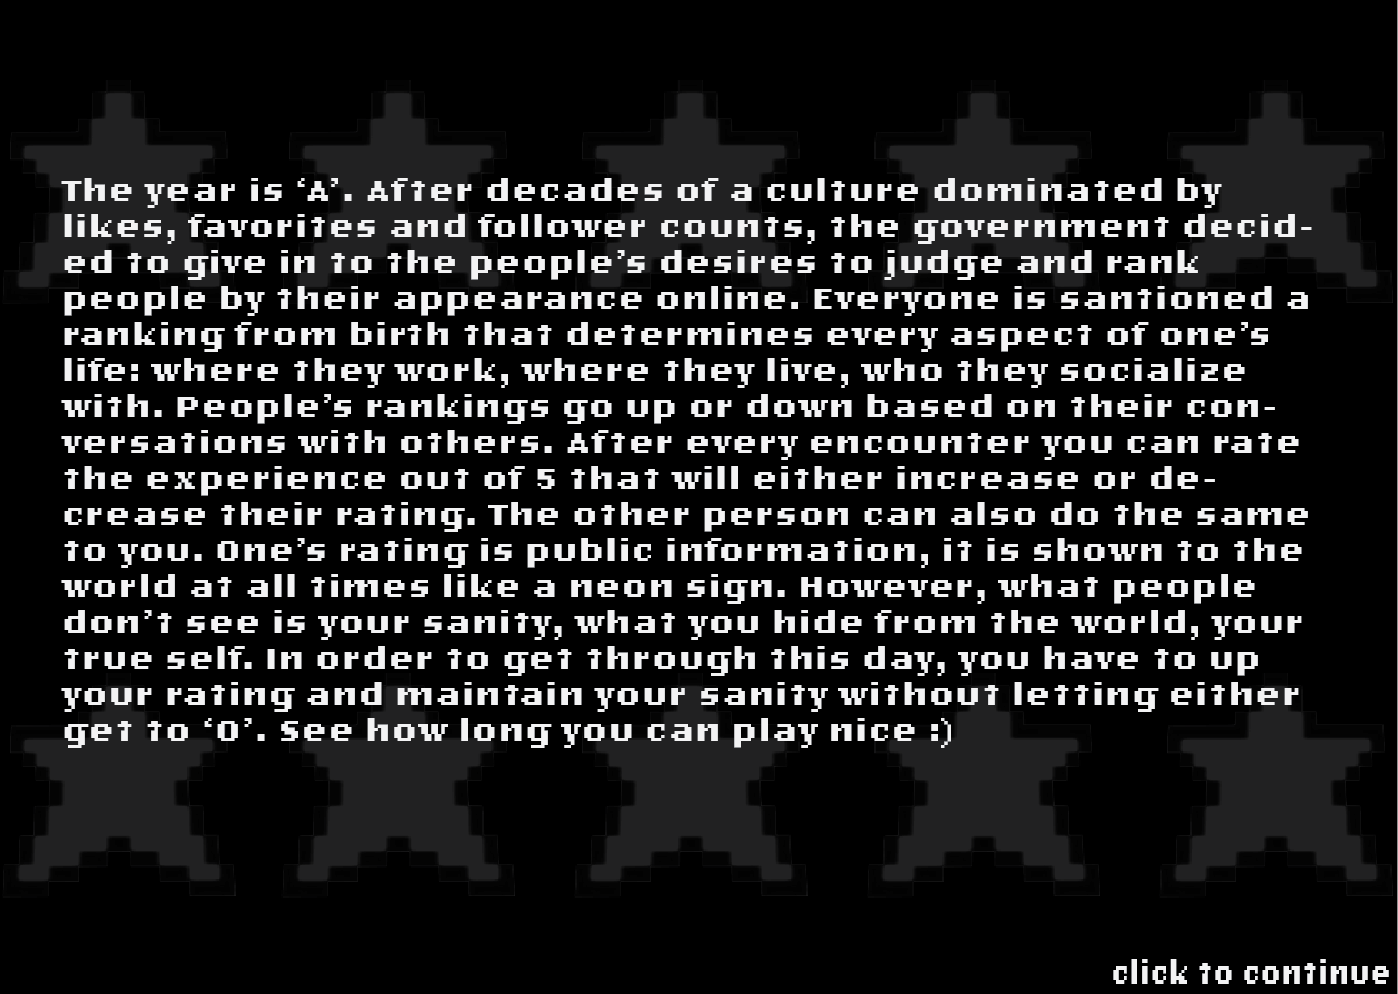 The year is ‘A’. After decades of a culture dominated by
likes, favorites and follower counts, the government decid-
ed to give in to the people’s desires to judge and rank
people by their appearance online. Everyone is santioned a
ranking from birth that determines every aspect of one’s
life: where they work, where they live, who they socialize
with. People’s rankings go up or down based on their con-
versations with others. After every encounter you can rate
the experience out of 5 that will either increase or de-
crease their rating. The other person can also do the same
to you. One’s rating is public information, it is shown to the
world at all times like a neon sign. However, what people
don’t see is your sanity, what you hide from the world, your
true self. In order to get through this day, you have to up
your rating and maintain your sanity without letting either
get to ‘0’. See how long you can play nice :)
click to continue